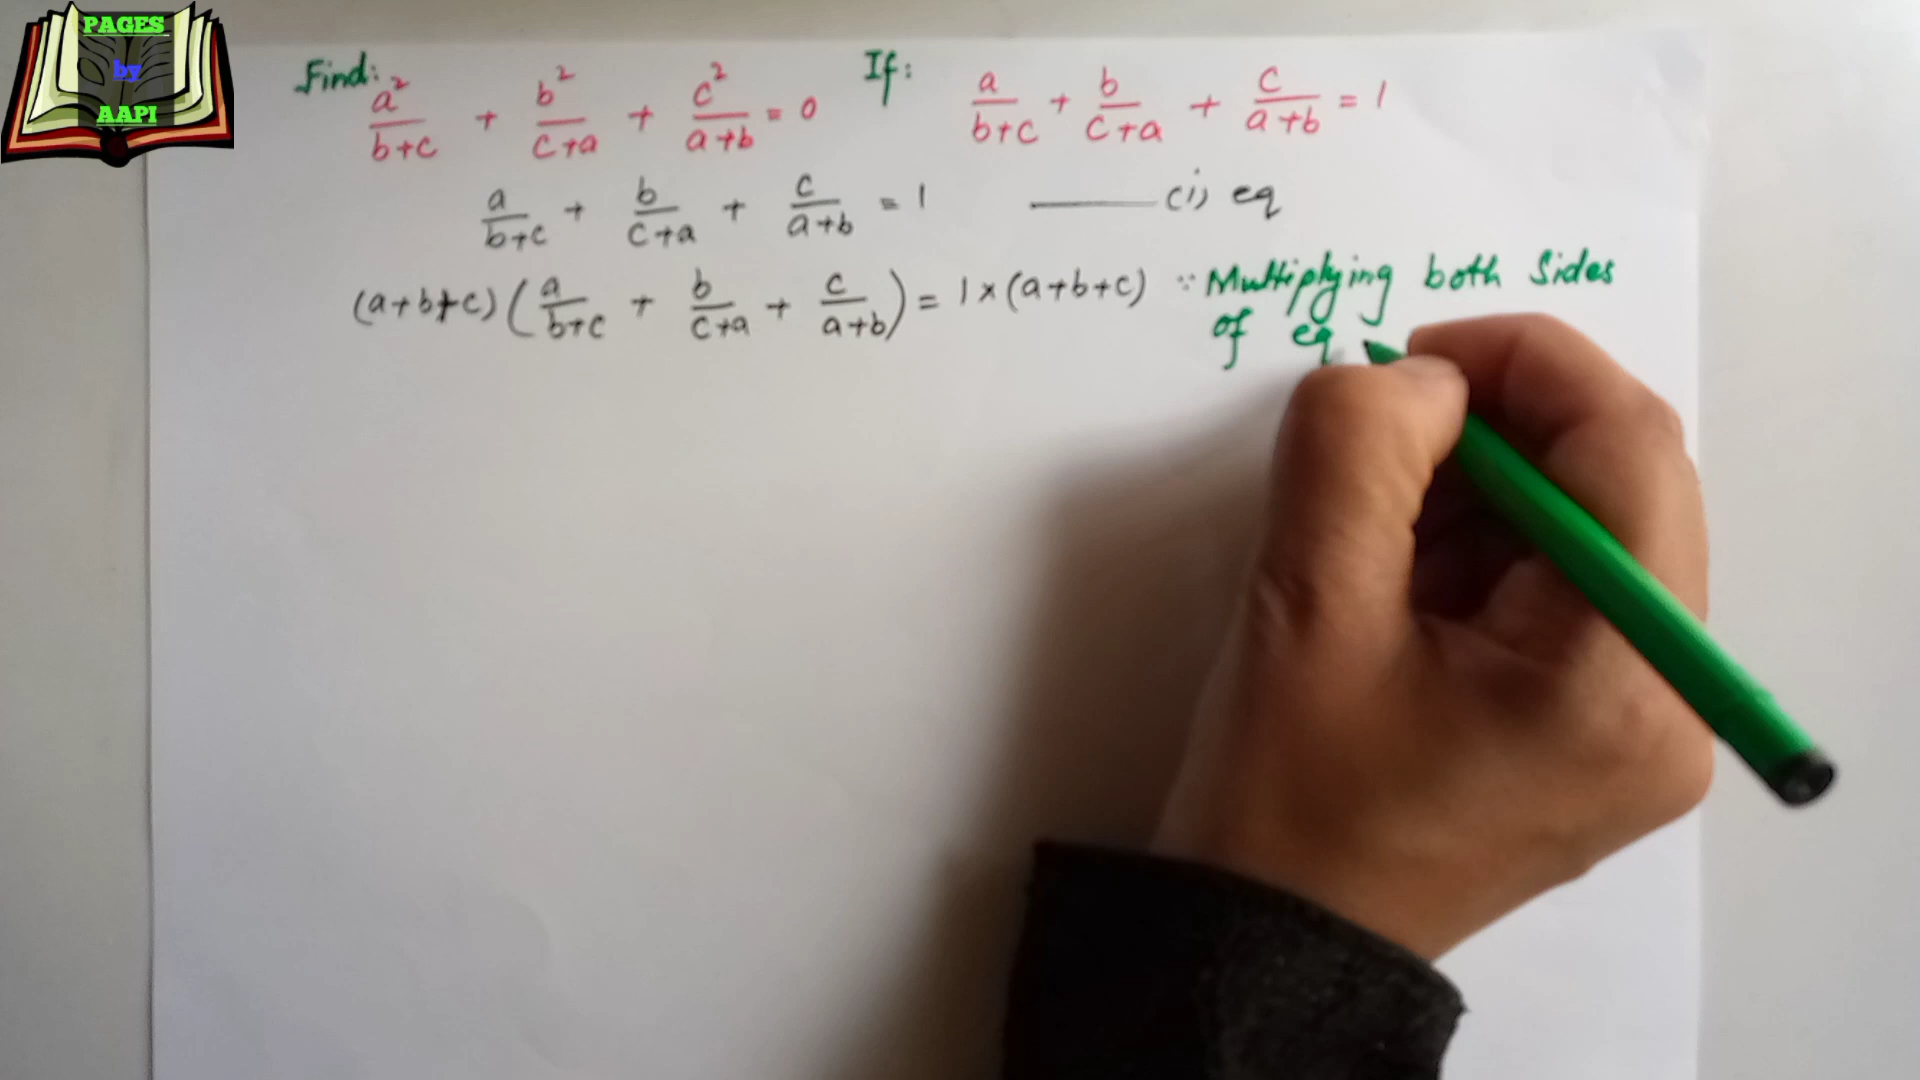 PAGES
by
AAPI
Find: a²/(b+c) + b²/(c+a) + c²/(a+b) = 0 If: a/(b+c) + b/(c+a) + c/(a+b) = 1
a/(b+c) + b/(c+a) + c/(a+b) = 1 —— (i) eq
(a+b+c)(a/(b+c) + b/(c+a) + c/(a+b)) = 1×(a+b+c) ∵ Multiplying both sides
of eq